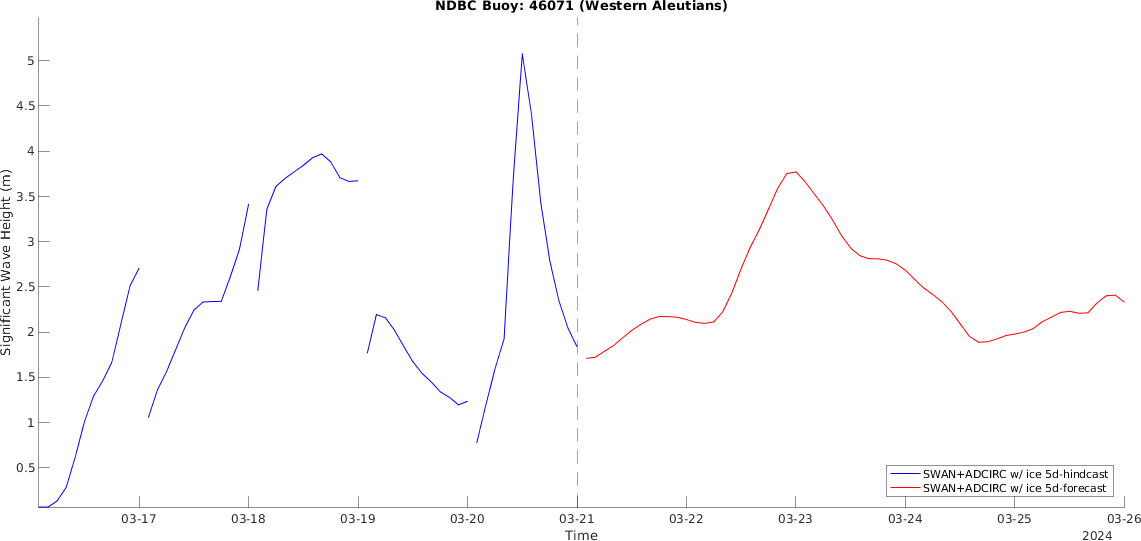 NDBC Buoy: 46071 (Western Aleutians)
Significant Wave Height (m)
5
4.5
4
3.5
3
2.5
2
1.5
1
0.5
SWAN+ADCIRC w/ ice 5d-hindcast
SWAN+ADCIRC w/ ice 5d-forecast
03-17 03-18 03-19 03-20 03-21 03-22 03-23 03-24 03-25 03-26
Time
2024